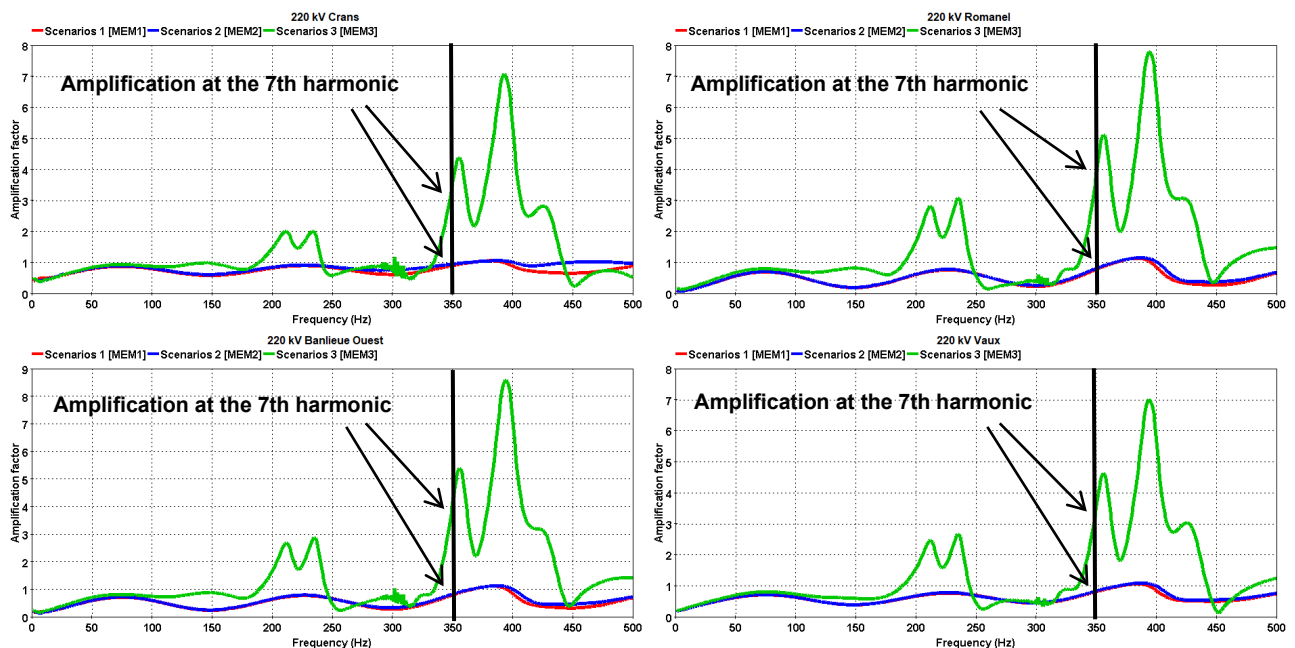 220 kV Crans
Scenarios 1 [MEM1] Scenarios 2 [MEM2] Scenarios 3 [MEM3]
Amplification at the 7th harmonic
Amplification factor
8
7
6
5
4
3
2
1
0
0 50 100 150 200 250 300 350 400 450 500
Frequency (Hz)
220 kV Romanel
Scenarios 1 [MEM1] Scenarios 2 [MEM2] Scenarios 3 [MEM3]
Amplification at the 7th harmonic
Amplification factor
8
7
6
5
4
3
2
1
0
0 50 100 150 200 250 300 350 400 450 500
Frequency (Hz)
220 kV Banlieue Ouest
Scenarios 1 [MEM1] Scenarios 2 [MEM2] Scenarios 3 [MEM3]
Amplification at the 7th harmonic
Amplification factor
9
8
7
6
5
4
3
2
1
0
0 50 100 150 200 250 300 350 400 450 500
Frequency (Hz)
220 kV Vaux
Scenarios 1 [MEM1] Scenarios 2 [MEM2] Scenarios 3 [MEM3]
Amplification at the 7th harmonic
Amplification factor
8
7
6
5
4
3
2
1
0
0 50 100 150 200 250 300 350 400 450 500
Frequency (Hz)